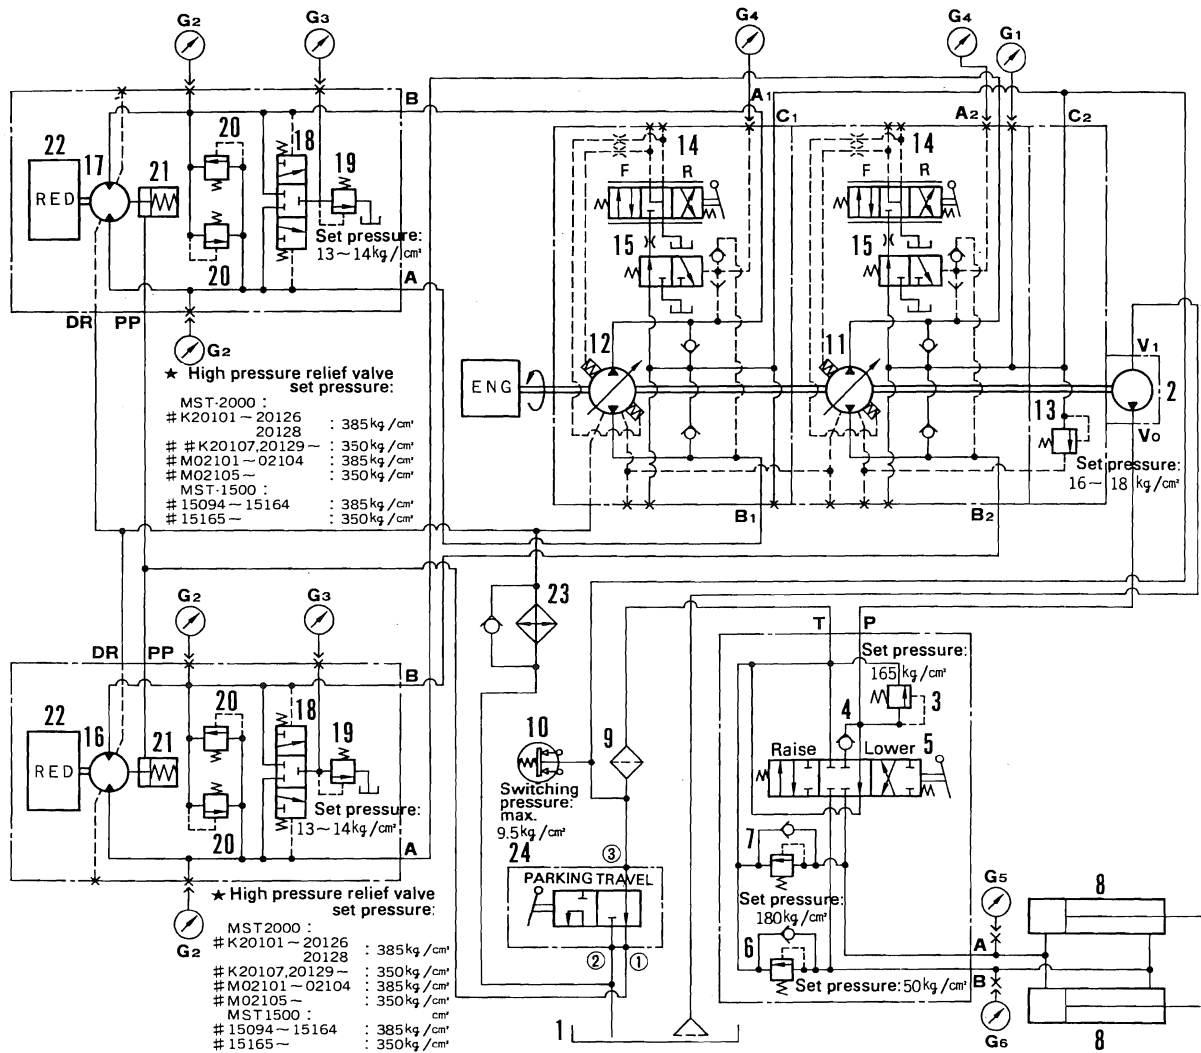 G2
G3
G4
G4
G1
B
A1
C1
A2
C2
20
18
14
14
22
17
21
19
F
R
F
R
RED
Set pressure:
13~14kg/cm²
15
15
20
A
DR
PP
G2
12
11
V1
ENG
2
13
V0
★ High pressure relief valve
set pressure:
MST-2000 :
#K20101~20126
20128 : 385kg/cm²
# #K20107,20129~ : 350kg/cm²
#M02101~02104 : 385kg/cm²
#M02105~ : 350kg/cm²
MST-1500 :
#15094~15164 : 385kg/cm²
#15165~ : 350kg/cm²
Set pressure:
16~18 kg/cm²
B1
B2
G2
G3
23
T
P
DR
PP
B
Set pressure:
165kg/cm²
3
22
16
20
18
21
19
10
9
4
5
Raise
Lower
RED
Switching
pressure:
max.
9.5kg/cm²
Set pressure:
13~14kg/cm²
20
A
24
③
7
PARKING
TRAVEL
Set pressure:
180kg/cm²
G5
8
G2
★ High pressure relief valve
set pressure:
MST2000 :
#K20101~20126
20128 : 385kg/cm²
#K20107,20129~ : 350kg/cm²
#M02101~02104 : 385kg/cm²
#M02105~ : 350kg/cm²
MST1500 : cm²
#15094~15164 : 385kg/cm²
#15165~ : 350kg/cm²
②
①
6
A
B
Set pressure:50kg/cm²
1
G6
8